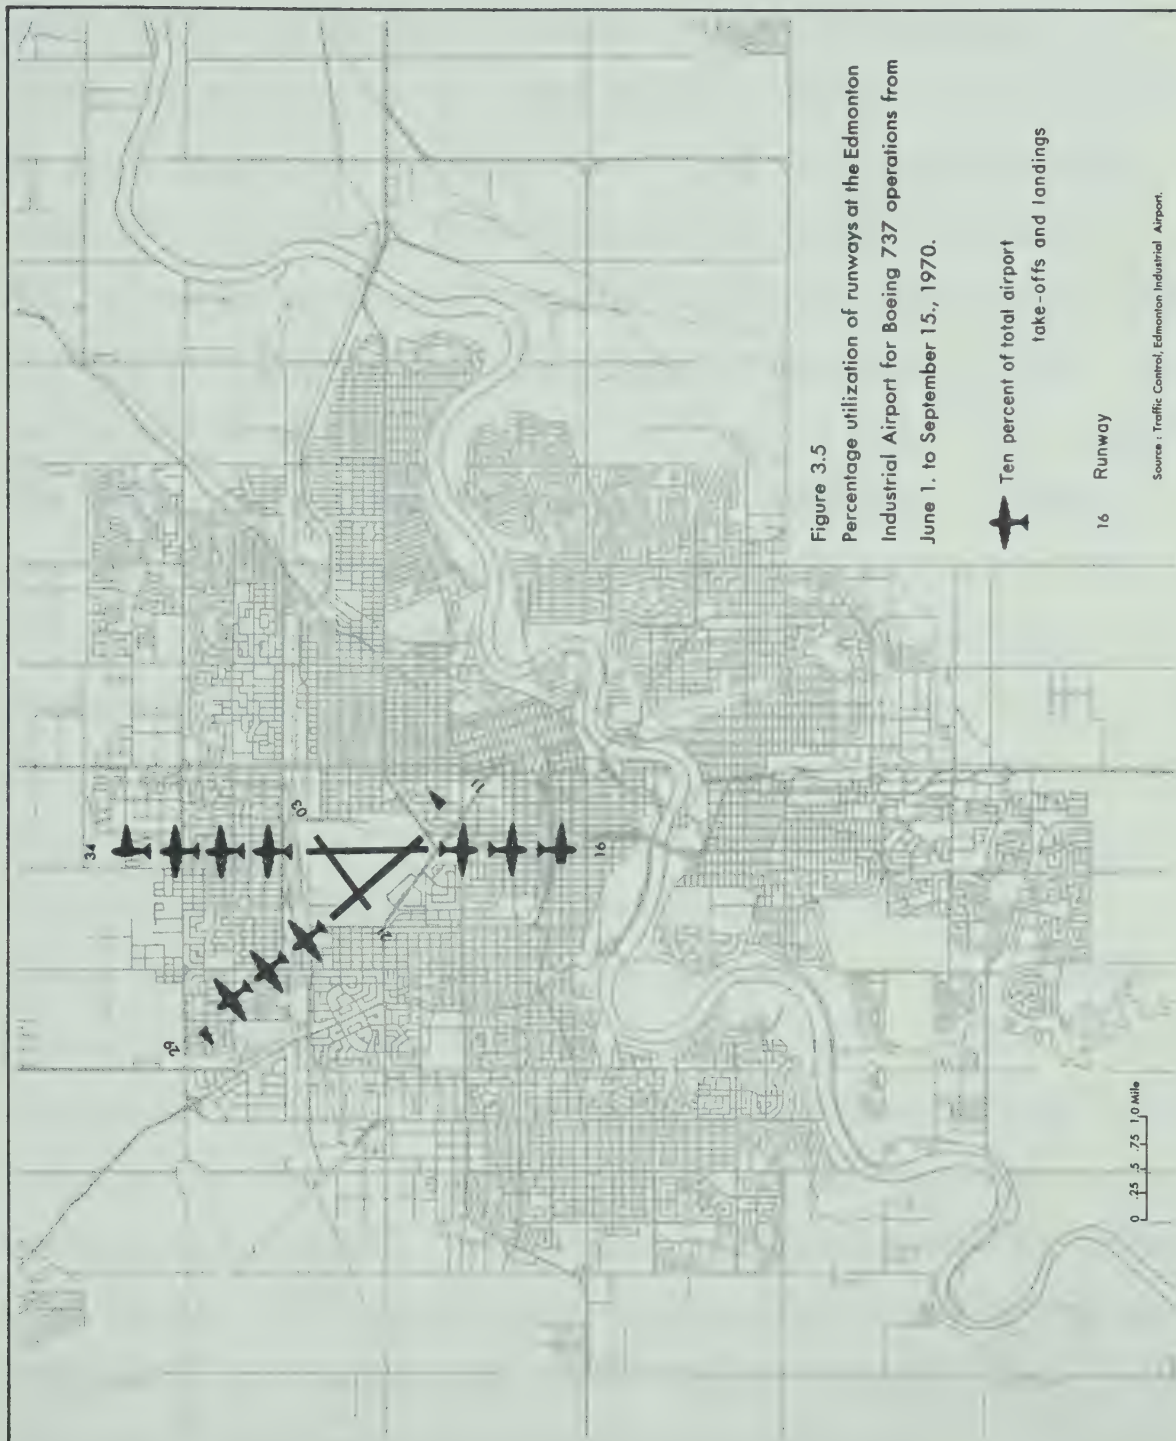 Figure 3.5
Percentage utilization of runways at the Edmonton
Industrial Airport for Boeing 737 operations from
June 1. to September 15., 1970.
Ten percent of total airport
take-offs and landings
16 Runway
Source : Traffic Control, Edmonton Industrial Airport.
34
03
11
16
21
29
0 .25 .5 .75 1.0 Mile